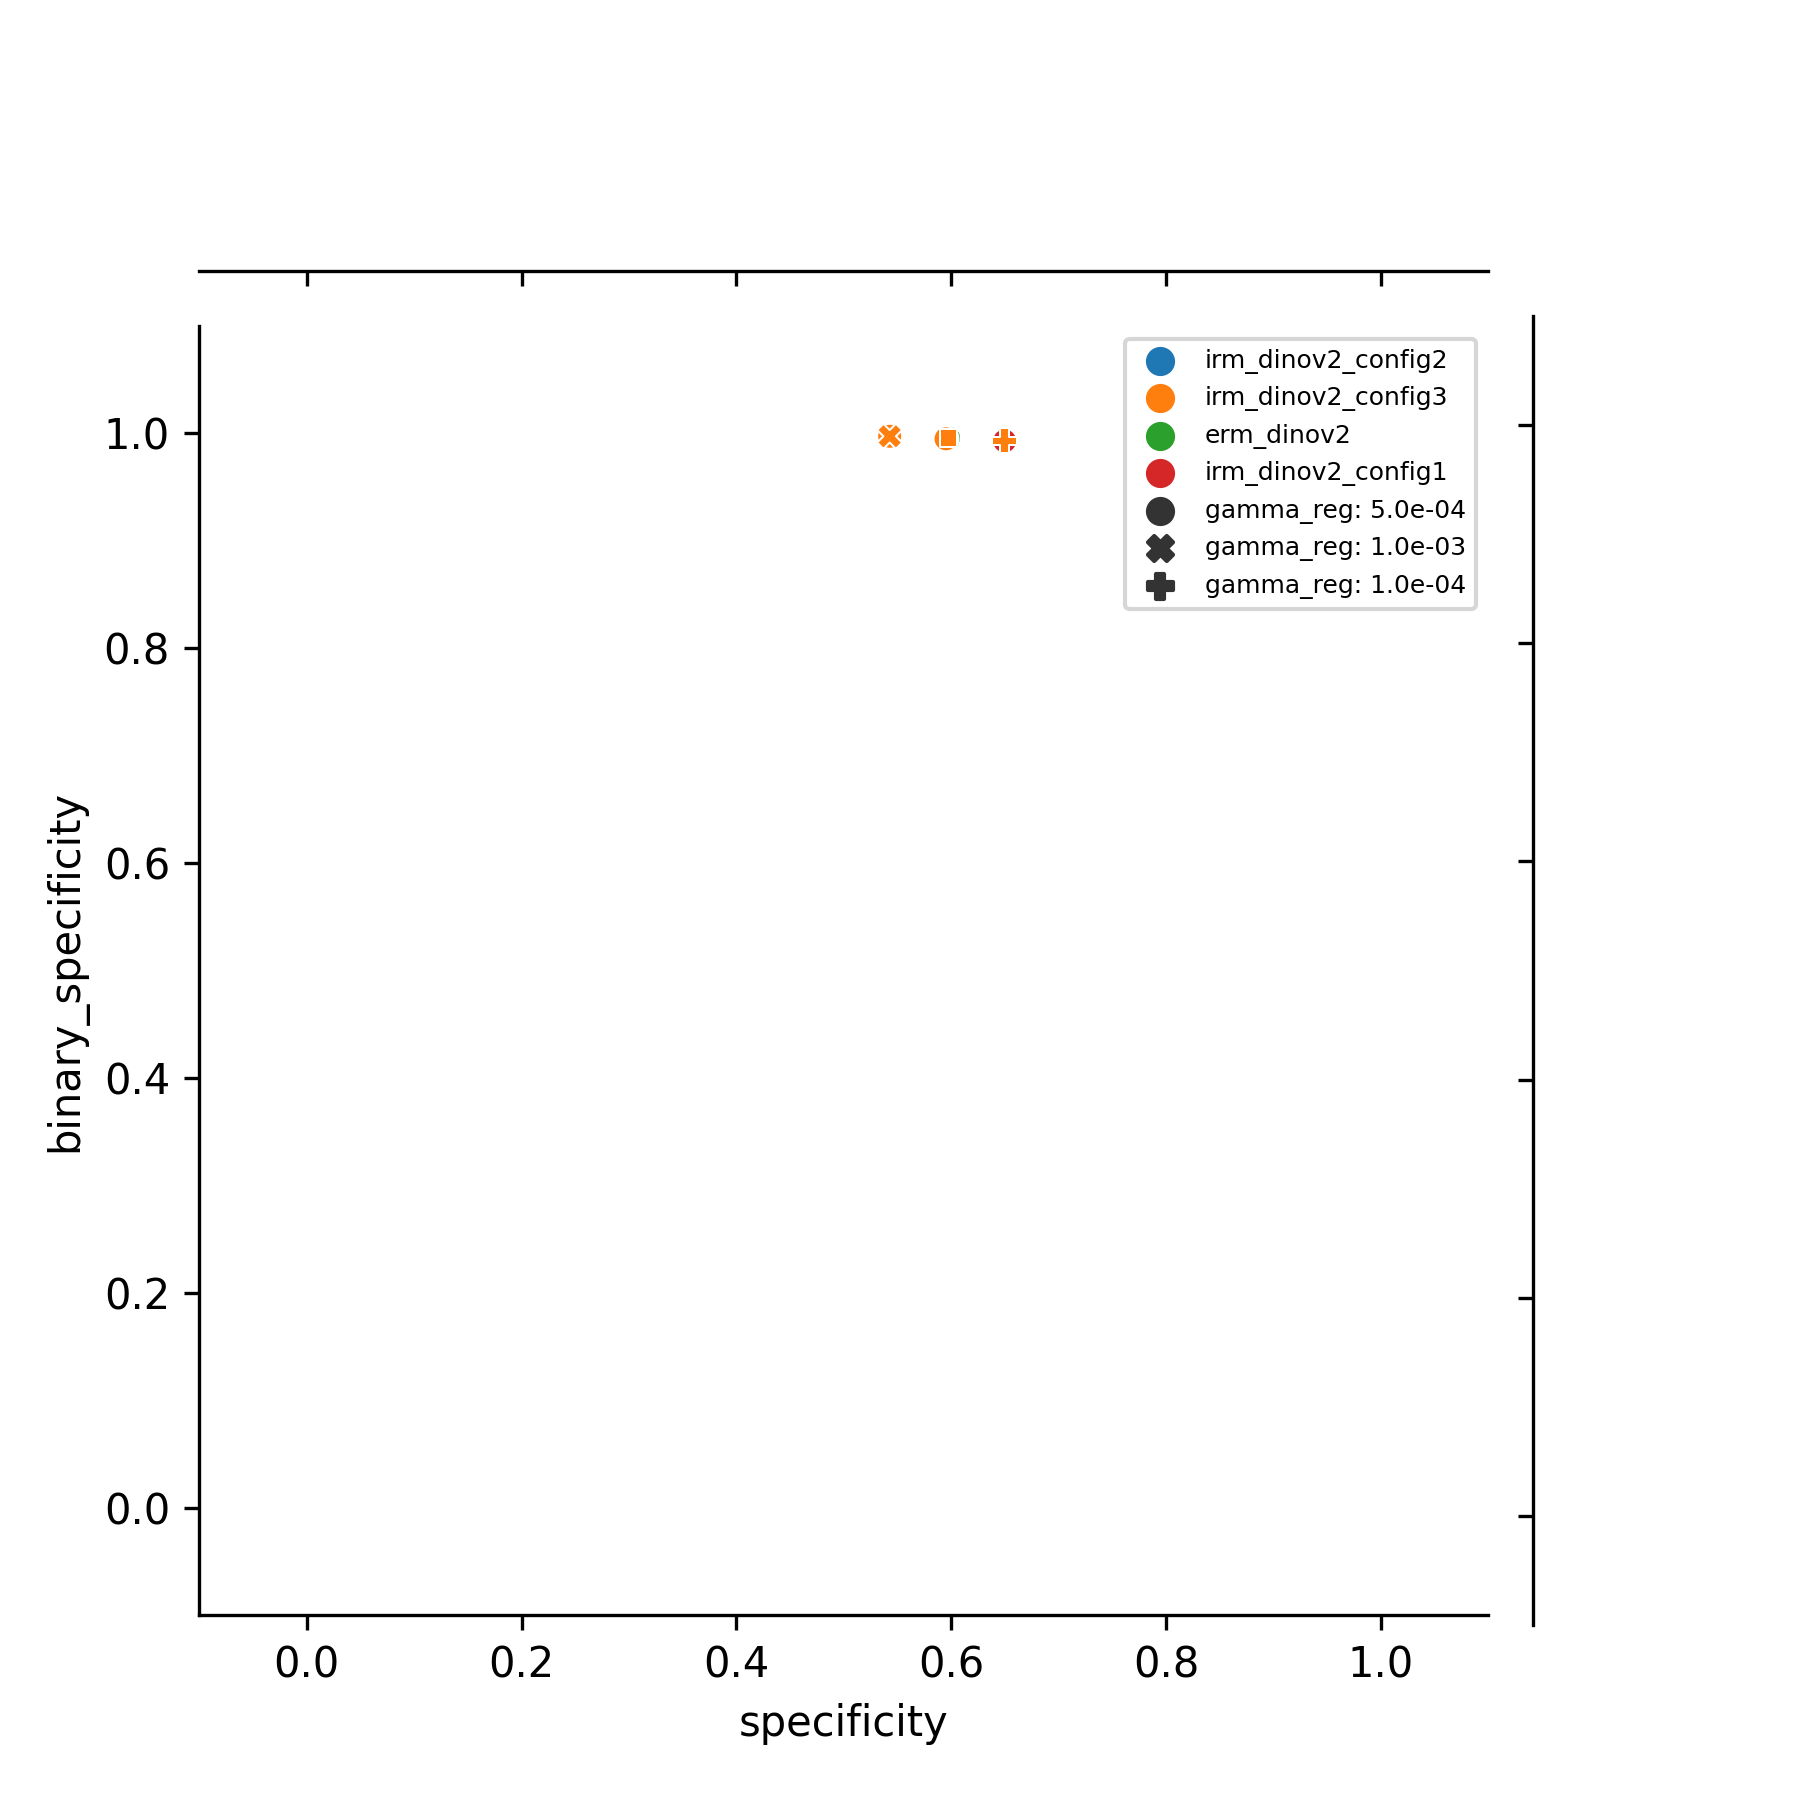 irm_dinov2_config2
irm_dinov2_config3
erm_dinov2
irm_dinov2_config1
gamma_reg: 5.0e-04
gamma_reg: 1.0e-03
gamma_reg: 1.0e-04
1.0
0.8
0.6
0.4
0.2
0.0
binary_specificity
0.0 0.2 0.4 0.6 0.8 1.0
specificity